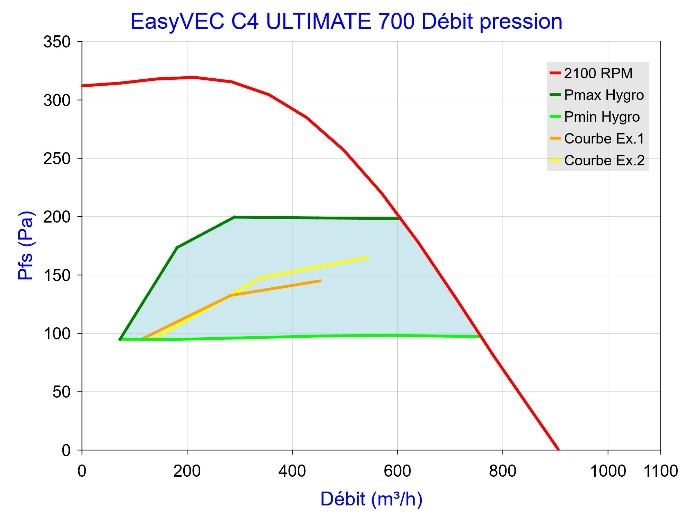 EasyVEC C4 ULTIMATE 700 Débit pression
350
300
250
200
150
100
50
0
Pfs (Pa)
2100 RPM
Pmax Hygro
Pmin Hygro
Courbe Ex.1
Courbe Ex.2
0 200 400 600 800 1000 1100
Débit (m³/h)